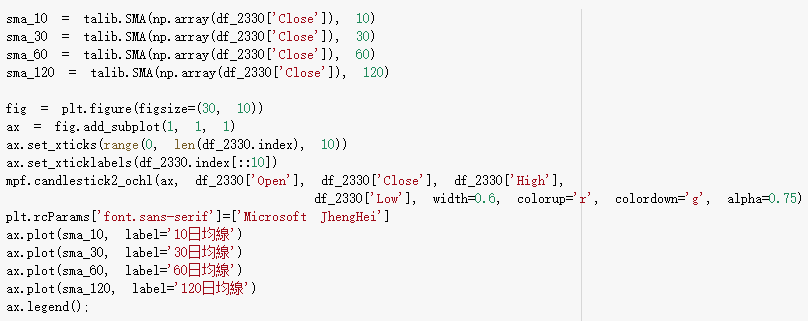 sma_10 = talib.SMA(np.array(df_2330['Close']), 10)
sma_30 = talib.SMA(np.array(df_2330['Close']), 30)
sma_60 = talib.SMA(np.array(df_2330['Close']), 60)
sma_120 = talib.SMA(np.array(df_2330['Close']), 120)
fig = plt.figure(figsize=(30, 10))
ax = fig.add_subplot(1, 1, 1)
ax.set_xticks(range(0, len(df_2330.index), 10))
ax.set_xticklabels(df_2330.index[::10])
mpf.candlestick2_ochl(ax, df_2330['Open'], df_2330['Close'], df_2330['High'],
df_2330['Low'], width=0.6, colorup='r', colordown='g', alpha=0.75)
plt.rcParams['font.sans-serif']=['Microsoft JhengHei']
ax.plot(sma_10, label='10日均線')
ax.plot(sma_30, label='30日均線')
ax.plot(sma_60, label='60日均線')
ax.plot(sma_120, label='120日均線')
ax.legend();